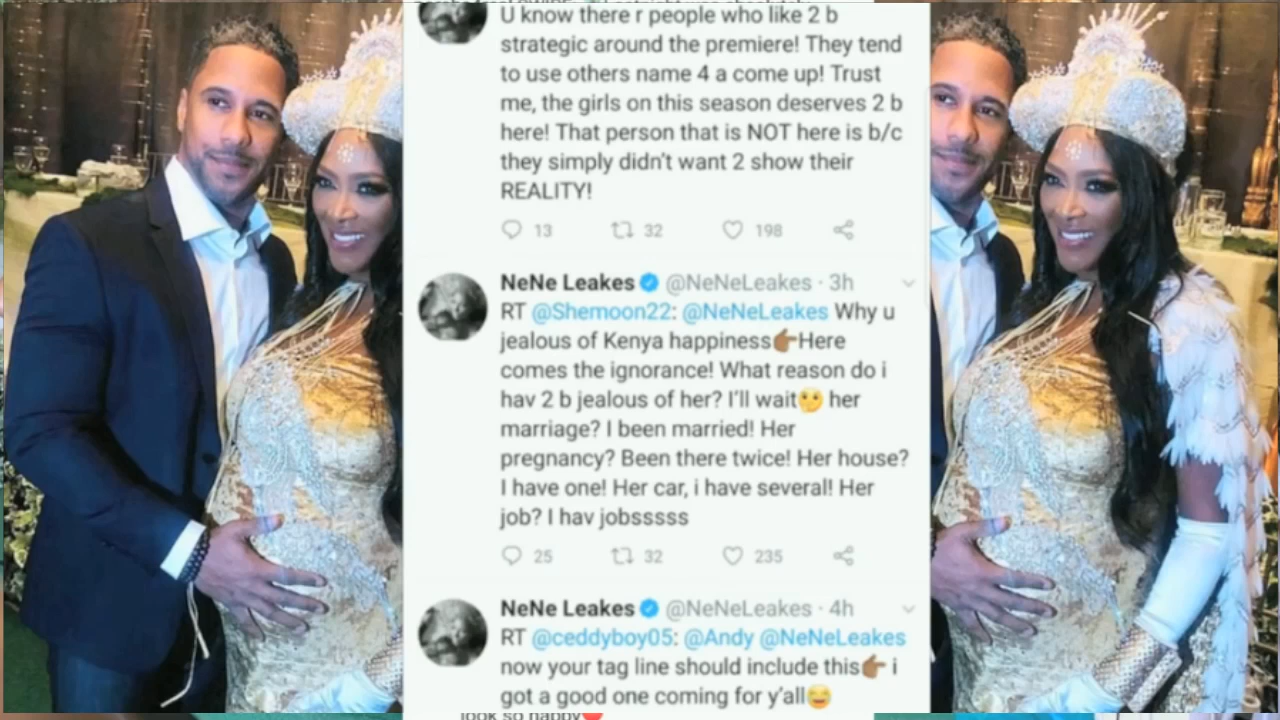 U know there r people who like 2 b
strategic around the premiere! They tend
to use others name 4 a come up! Trust
me, the girls on this season deserves 2 b
here! That person that is NOT here is b/c
they simply didn't want 2 show their
REALITY!
13 32 198
NeNe Leakes @NeNeLeakes · 3h
RT @Shemoon22: @NeNeLeakes Why u
jealous of Kenya happiness👉🏾Here
comes the ignorance! What reason do i
hav 2 b jealous of her? I'll wait🤔 her
marriage? I been married! Her
pregnancy? Been there twice! Her house?
I have one! Her car, i have several! Her
job? I hav jobsssss
25 32 235
NeNe Leakes @NeNeLeakes · 4h
RT @ceddyboy05: @Andy @NeNeLeakes
now your tag line should include this👉🏾 i
got a good one coming for y'all😂
look so happy❤️